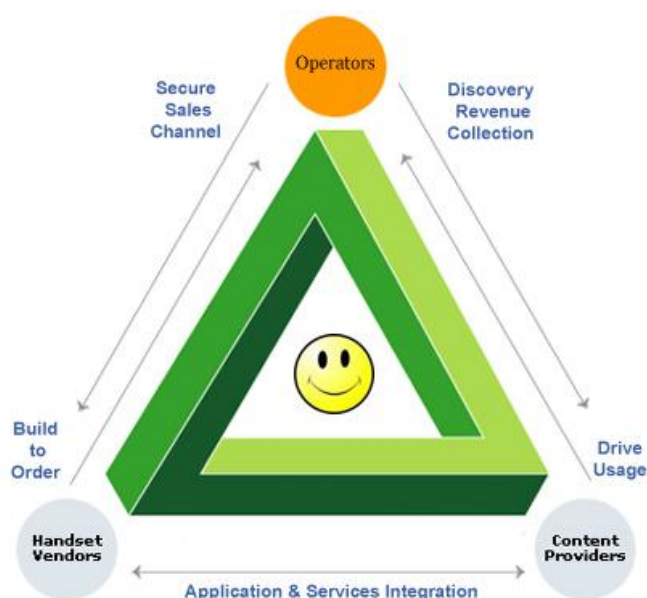 Operators
Secure
Sales
Channel
Discovery
Revenue
Collection
Build
to
Order
Drive
Usage
Handset
Vendors
Content
Providers
Application & Services Integration